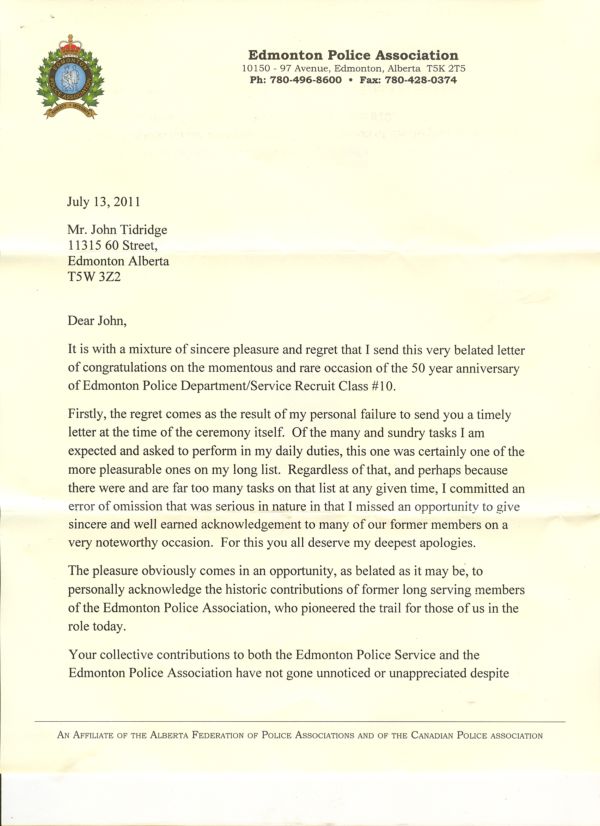 Edmonton Police Association
10150 - 97 Avenue, Edmonton, Alberta T5K 2T5
Ph: 780-496-8600 • Fax: 780-428-0374
July 13, 2011
Mr. John Tidridge
11315 60 Street,
Edmonton Alberta
T5W 3Z2
Dear John,
It is with a mixture of sincere pleasure and regret that I send this very belated letter
of congratulations on the momentous and rare occasion of the 50 year anniversary
of Edmonton Police Department/Service Recruit Class #10.
Firstly, the regret comes as the result of my personal failure to send you a timely
letter at the time of the ceremony itself. Of the many and sundry tasks I am
expected and asked to perform in my daily duties, this one was certainly one of the
more pleasurable ones on my long list. Regardless of that, and perhaps because
there were and are far too many tasks on that list at any given time, I committed an
error of omission that was serious in nature in that I missed an opportunity to give
sincere and well earned acknowledgement to many of our former members on a
very noteworthy occasion. For this you all deserve my deepest apologies.
The pleasure obviously comes in an opportunity, as belated as it may be, to
personally acknowledge the historic contributions of former long serving members
of the Edmonton Police Association, who pioneered the trail for those of us in the
role today.
Your collective contributions to both the Edmonton Police Service and the
Edmonton Police Association have not gone unnoticed or unappreciated despite
An Affiliate of the Alberta Federation of Police Associations and of the Canadian Police association